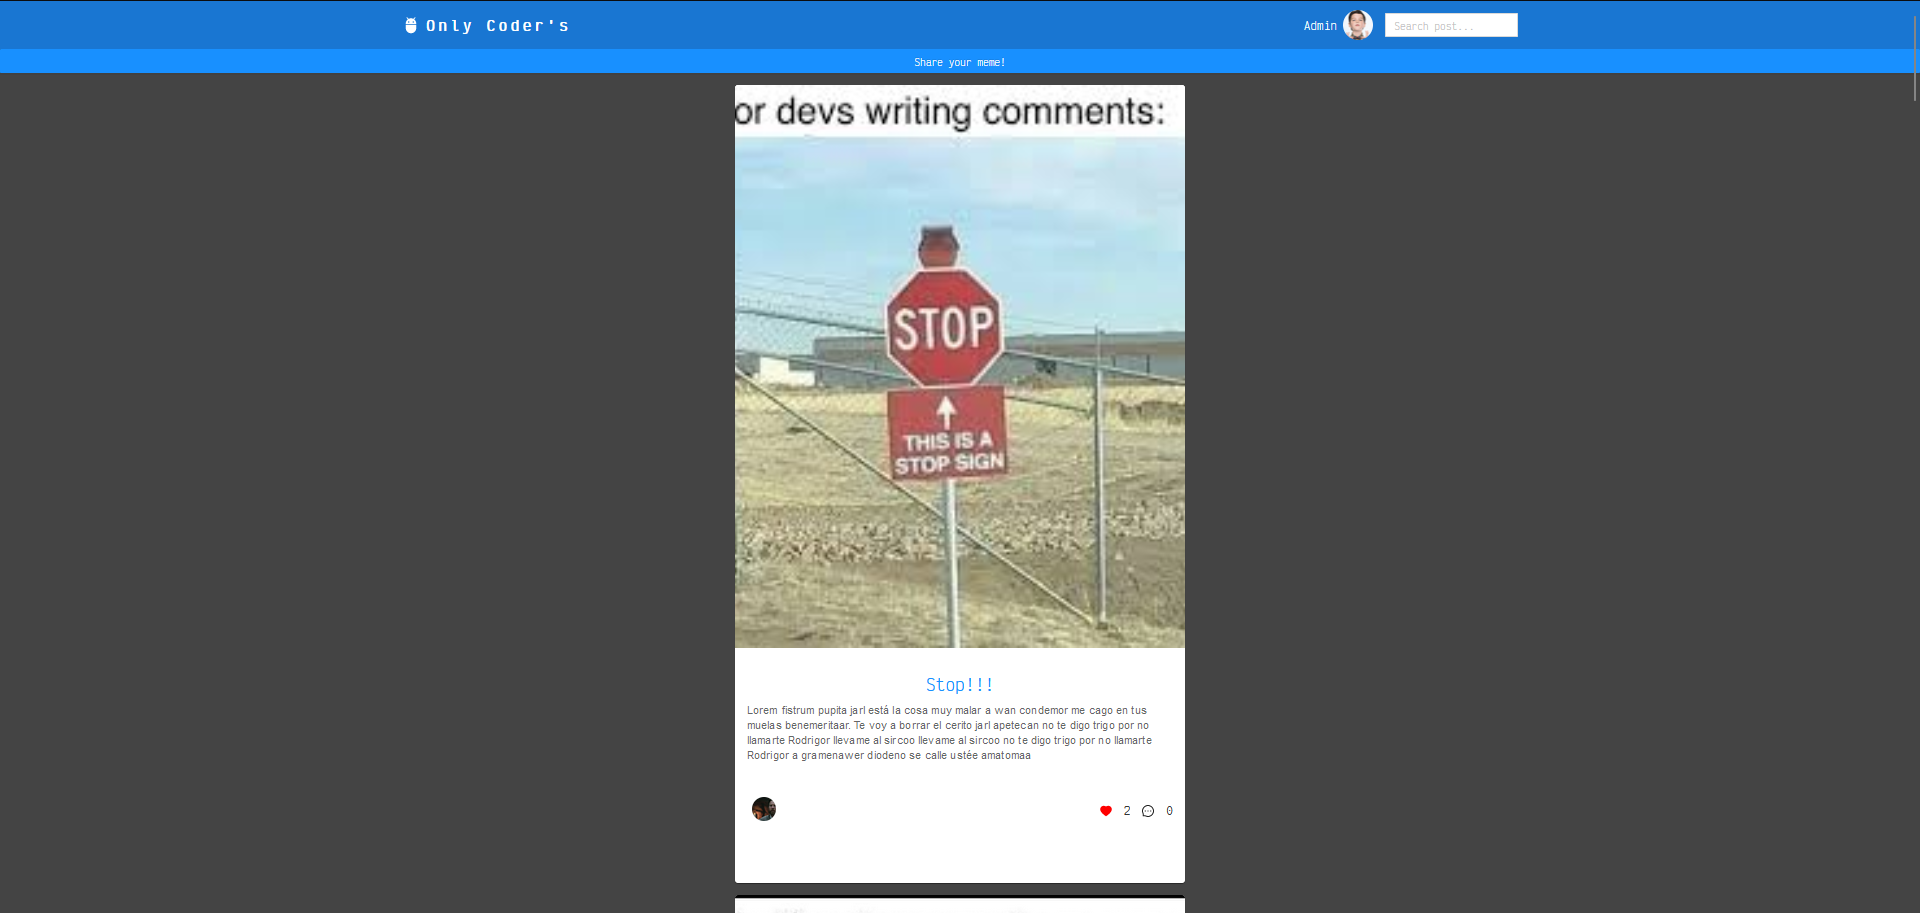 Only Coder's
Admin
Search post...
Share your meme!
or devs writing comments:
STOP
THIS IS A
STOP SIGN
Stop!!!
Lorem fistrum pupita jarl está la cosa muy malar a wan condemor me cago en tus
muelas benemeritaar. Te voy a borrar el cerito jarl apetecan no te digo trigo por no
llamarte Rodrigor llevame al sircoo llevame al sircoo no te digo trigo por no llamarte
Rodrigor a gramenawer diodeno se calle ustée amatomaa
2
0